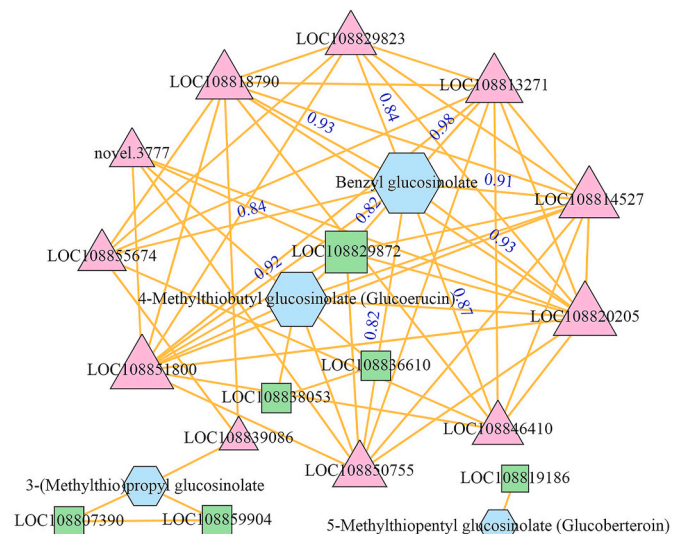 LOC108829823
LOC108818790
LOC108813271
0.84
0.93
0.98
novel.3777
Benzyl glucosinolate
0.91
LOC108814527
0.84
0.82
0.93
LOC108829872
LOC108855674
0.92
4-Methylthiobutyl glucosinolate (Glucoerucin)
0.87
LOC108820205
0.82
LOC108851800
LOC108836610
LOC108838053
LOC108839086
LOC108846410
LOC108850755
LOC108819186
3-(Methylthio)propyl glucosinolate
LOC108807390
LOC108859904
5-Methylthiopentyl glucosinolate (Glucoberteroin)